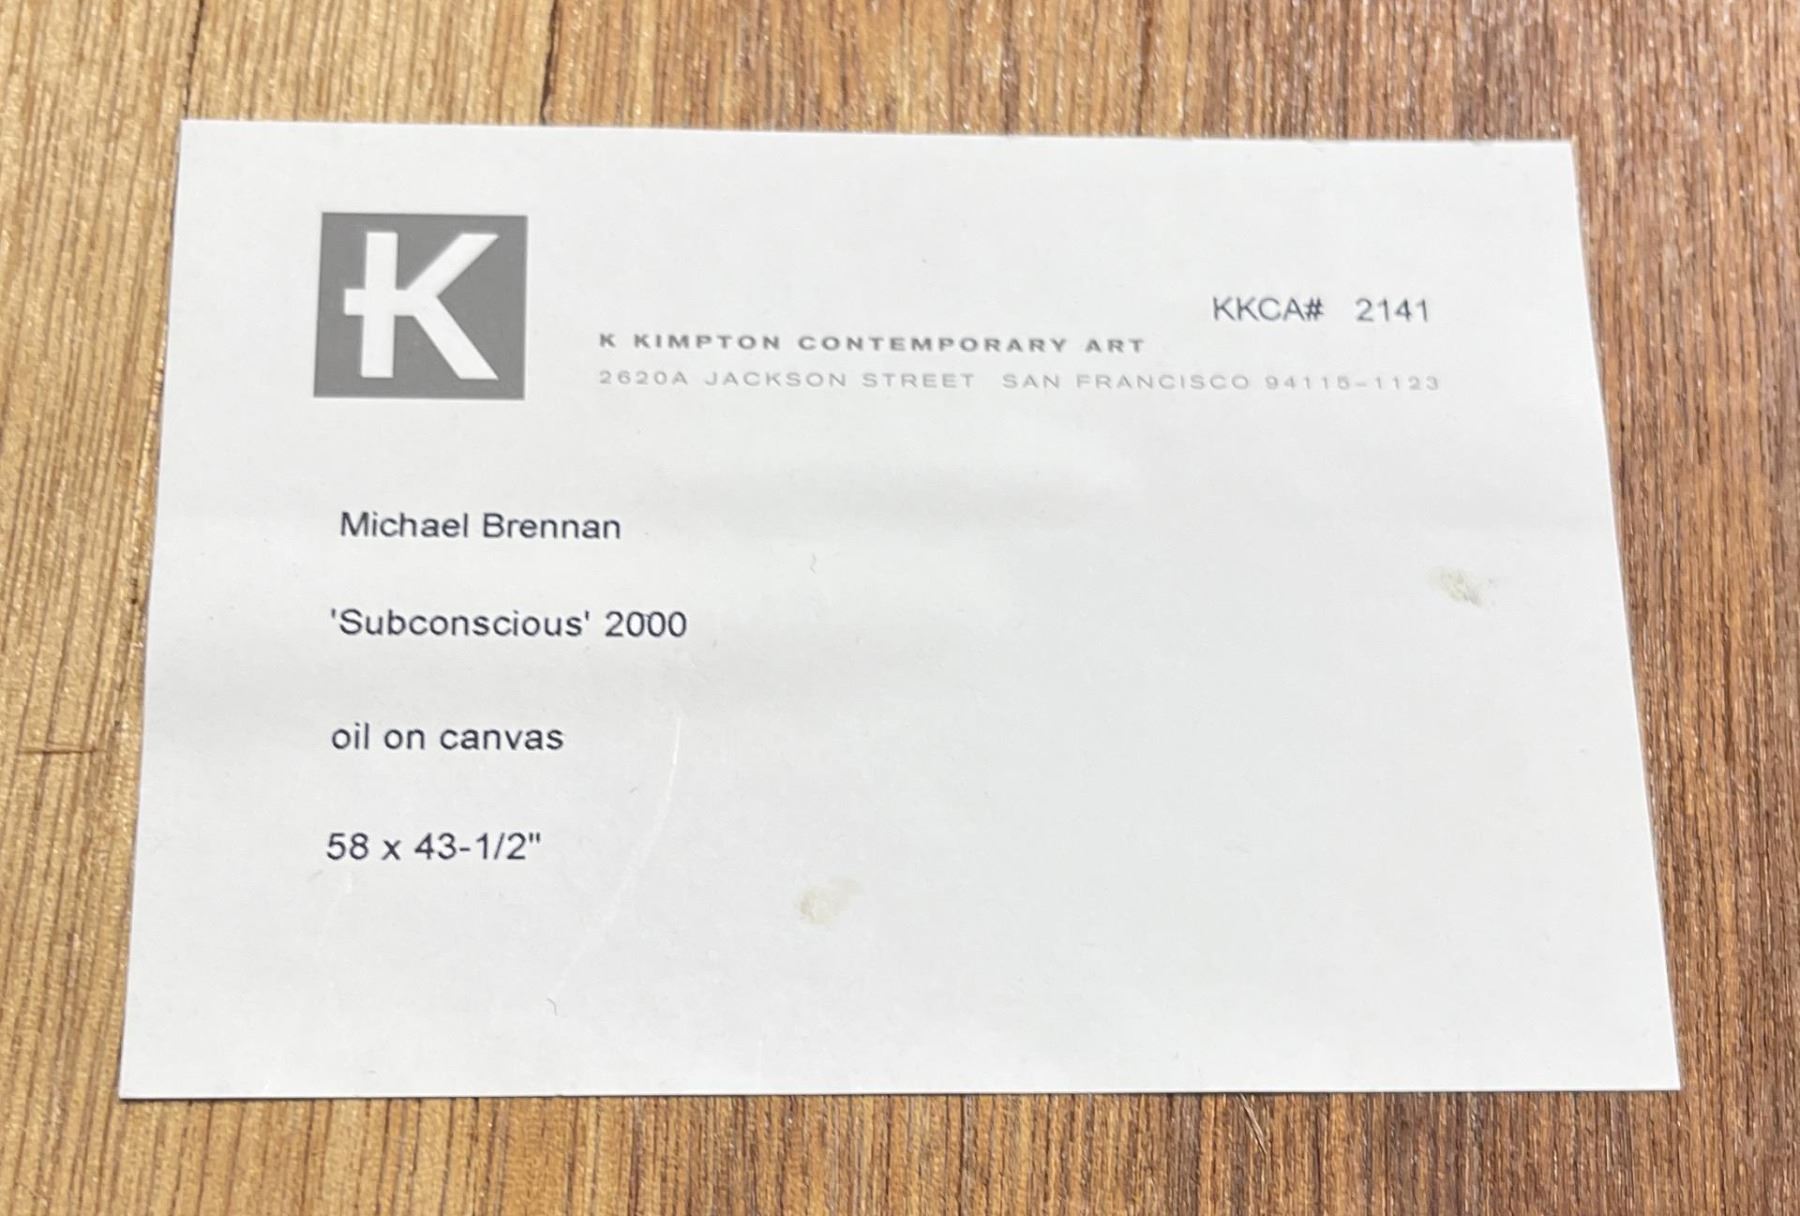 K
KKCA# 2141
K KIMPTON CONTEMPORARY ART
2620A JACKSON STREET SAN FRANCISCO 94115-1123
Michael Brennan
'Subconscious' 2000
oil on canvas
58 x 43-1/2"